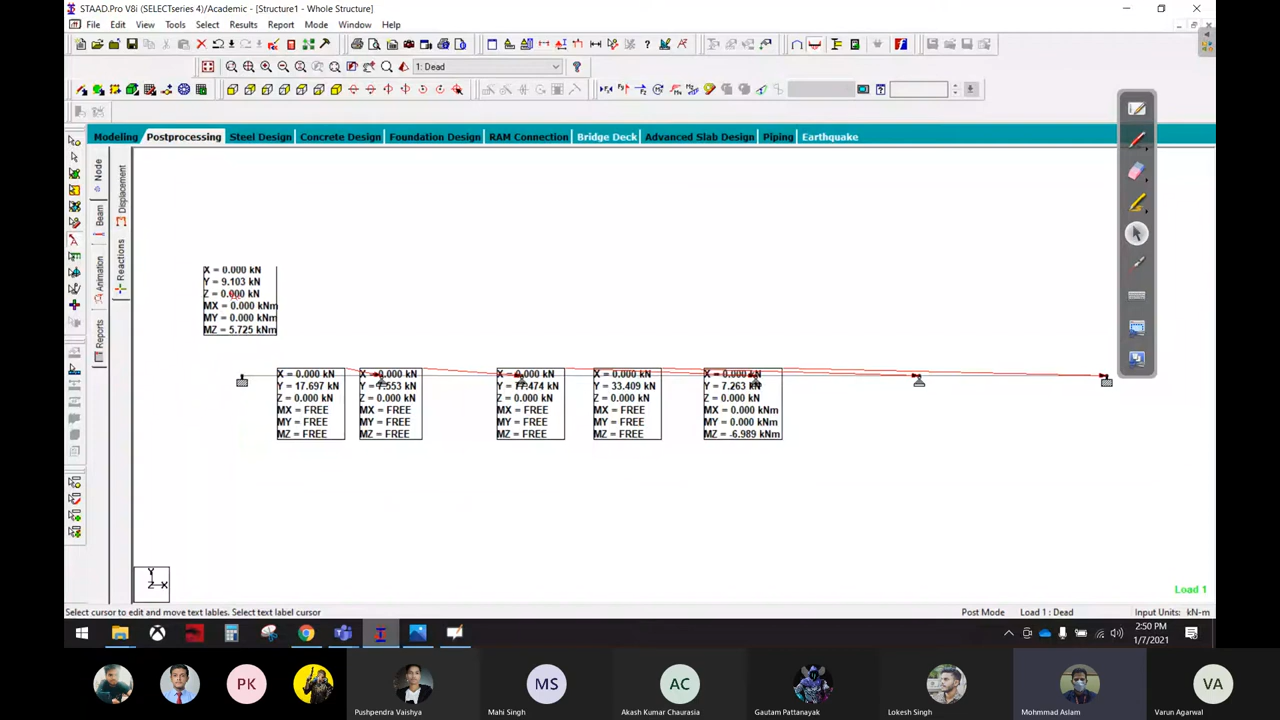 STAAD.Pro V8i (SELECTseries 4)/Academic - [Structure1 - Whole Structure]
File Edit View Tools Select Results Report Mode Window Help
1: Dead
Modeling Postprocessing Steel Design Concrete Design Foundation Design RAM Connection Bridge Deck Advanced Slab Design Piping Earthquake
Node
Beam
Animation
Reports
Displacement
Reactions
X = 0.000 kN
Y = 9.103 kN
Z = 0.000 kN
MX = 0.000 kNm
MY = 0.000 kNm
MZ = 5.725 kNm
X = 0.000 kN
Y = 17.697 kN
Z = 0.000 kN
MX = FREE
MY = FREE
MZ = FREE
X = 0.000 kN
.553 kN
Z = 0.000 kN
MX = FREE
MY = FREE
MZ = FREE
X = 0.000 kN
.474 kN
Z = 0.000 kN
MX = FREE
MY = FREE
MZ = FREE
X = 0.000 kN
Y = 33.409 kN
Z = 0.000 kN
MX = FREE
MY = FREE
MZ = FREE
X = 0.000 kN
Y = 7.263 kN
Z = 0.000 kN
MX = 0.000 kNm
MY = 0.000 kNm
MZ = -6.989 kNm
Y
Z X
Load 1
Select cursor to edit and move text lables. Select text label cursor
Post Mode
Load 1 : Dead
Input Units: kN-m
2:50 PM
1/7/2021
PK
MS
AC
VA
Pushpendra Vaishya
Mahi Singh
Akash Kumar Chaurasia
Gautam Pattanayak
Lokesh Singh
Mohmmad Aslam
Varun Agarwal